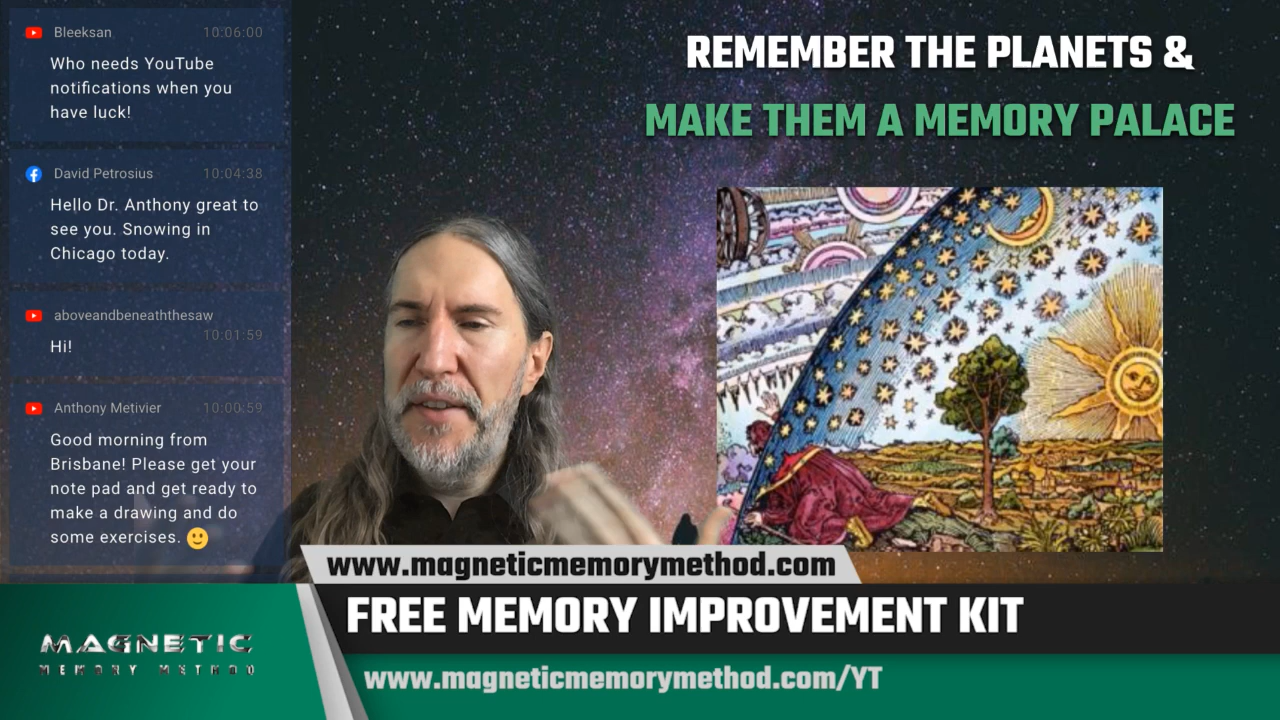 Bleeksan 10:06:00
Who needs YouTube
notifications when you
have luck!
David Petrosius 10:04:38
Hello Dr. Anthony great to
see you. Snowing in
Chicago today.
aboveandbeneaththesaw
10:01:59
Hi!
Anthony Metivier 10:00:59
Good morning from
Brisbane! Please get your
note pad and get ready to
make a drawing and do
some exercises. 🙂
REMEMBER THE PLANETS &
MAKE THEM A MEMORY PALACE
www.magneticmemorymethod.com
FREE MEMORY IMPROVEMENT KIT
www.magneticmemorymethod.com/YT
MAGNETIC
MEMORY METHOD